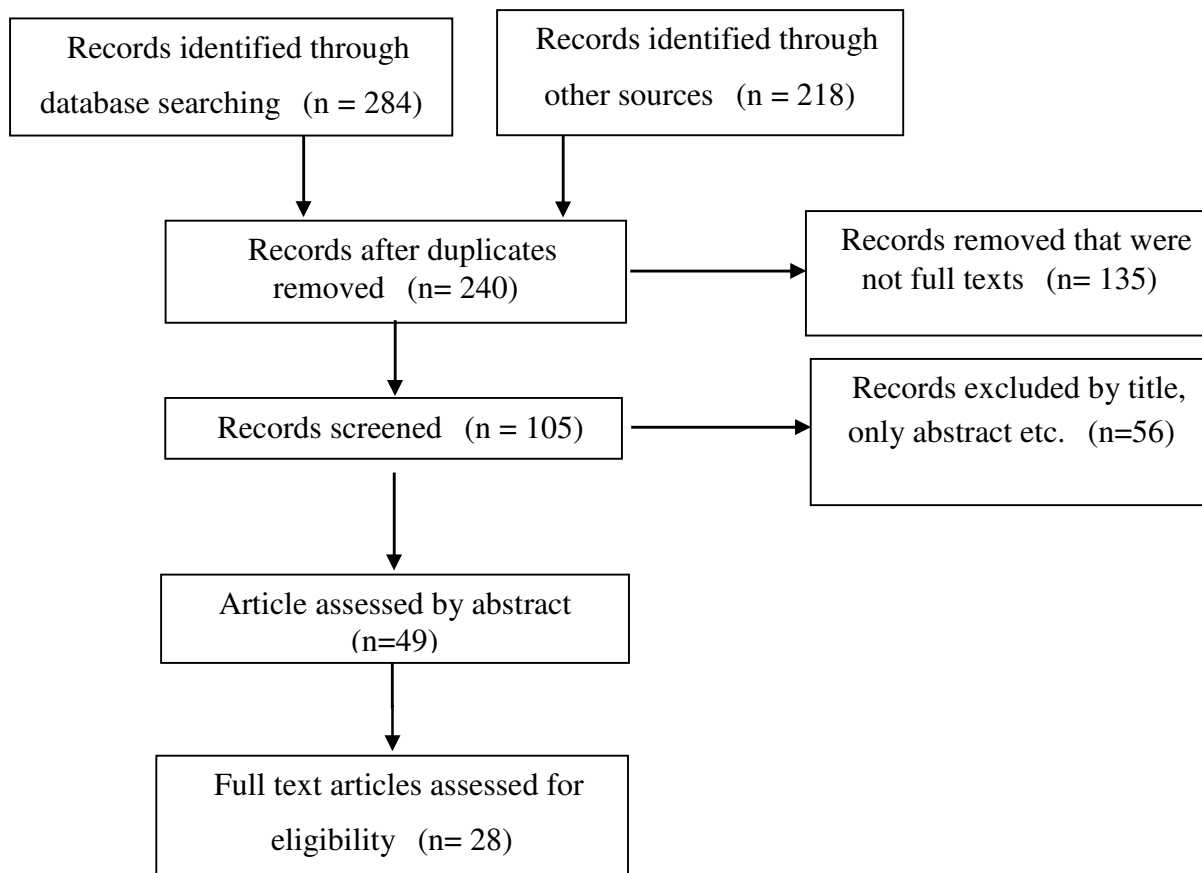 Records identified through
database searching (n = 284)
Records identified through
other sources (n = 218)
Records after duplicates
removed (n= 240)
Records removed that were
not full texts (n= 135)
Records screened (n = 105)
Records excluded by title,
only abstract etc. (n=56)
Article assessed by abstract
(n=49)
Full text articles assessed for
eligibility (n= 28)